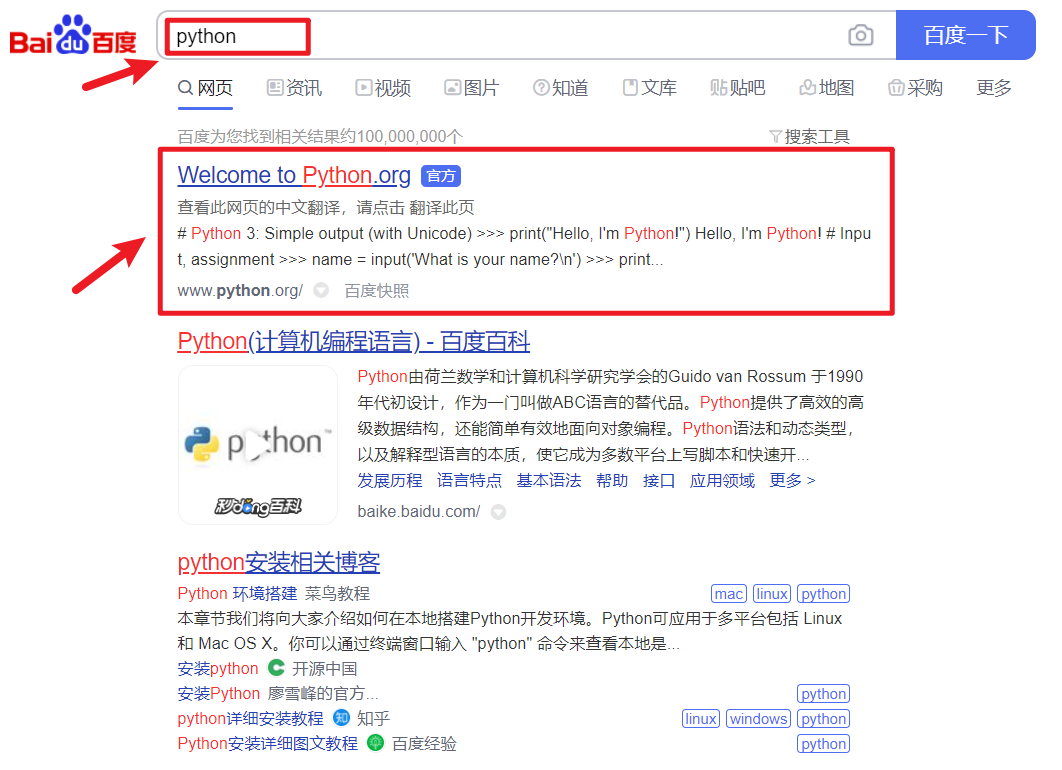 Bai du 百度 python 百度一下
网页 资讯 视频 图片 知道 文库 贴吧 地图 采购 更多
百度为您找到相关结果约100,000,000个 搜索工具
Welcome to Python.org 官方
查看此网页的中文翻译，请点击 翻译此页
# Python 3: Simple output (with Unicode) >>> print("Hello, I'm Python!") Hello, I'm Python! # Inpu
t, assignment >>> name = input('What is your name?\n') >>> print...
www.python.org/ 百度快照
Python(计算机编程语言) - 百度百科
Python由荷兰数学和计算机科学研究学会的Guido van Rossum 于1990
年代初设计，作为一门叫做ABC语言的替代品。Python提供了高效的高
级数据结构，还能简单有效地面向对象编程。Python语法和动态类型，
以及解释型语言的本质，使它成为多数平台上写脚本和快速开...
发展历程 语言特点 基本语法 帮助 接口 应用领域 更多 >
python™
秒dong百科
baike.baidu.com/
python安装相关博客
Python 环境搭建 菜鸟教程 mac linux python
本章节我们将向大家介绍如何在本地搭建Python开发环境。Python可应用于多平台包括 Linux
和 Mac OS X。你可以通过终端窗口输入 "python" 命令来查看本地是...
安装python 开源中国
安装Python 廖雪峰的官方... python
python详细安装教程 知 知乎 linux windows python
Python安装详细图文教程 百度经验 python